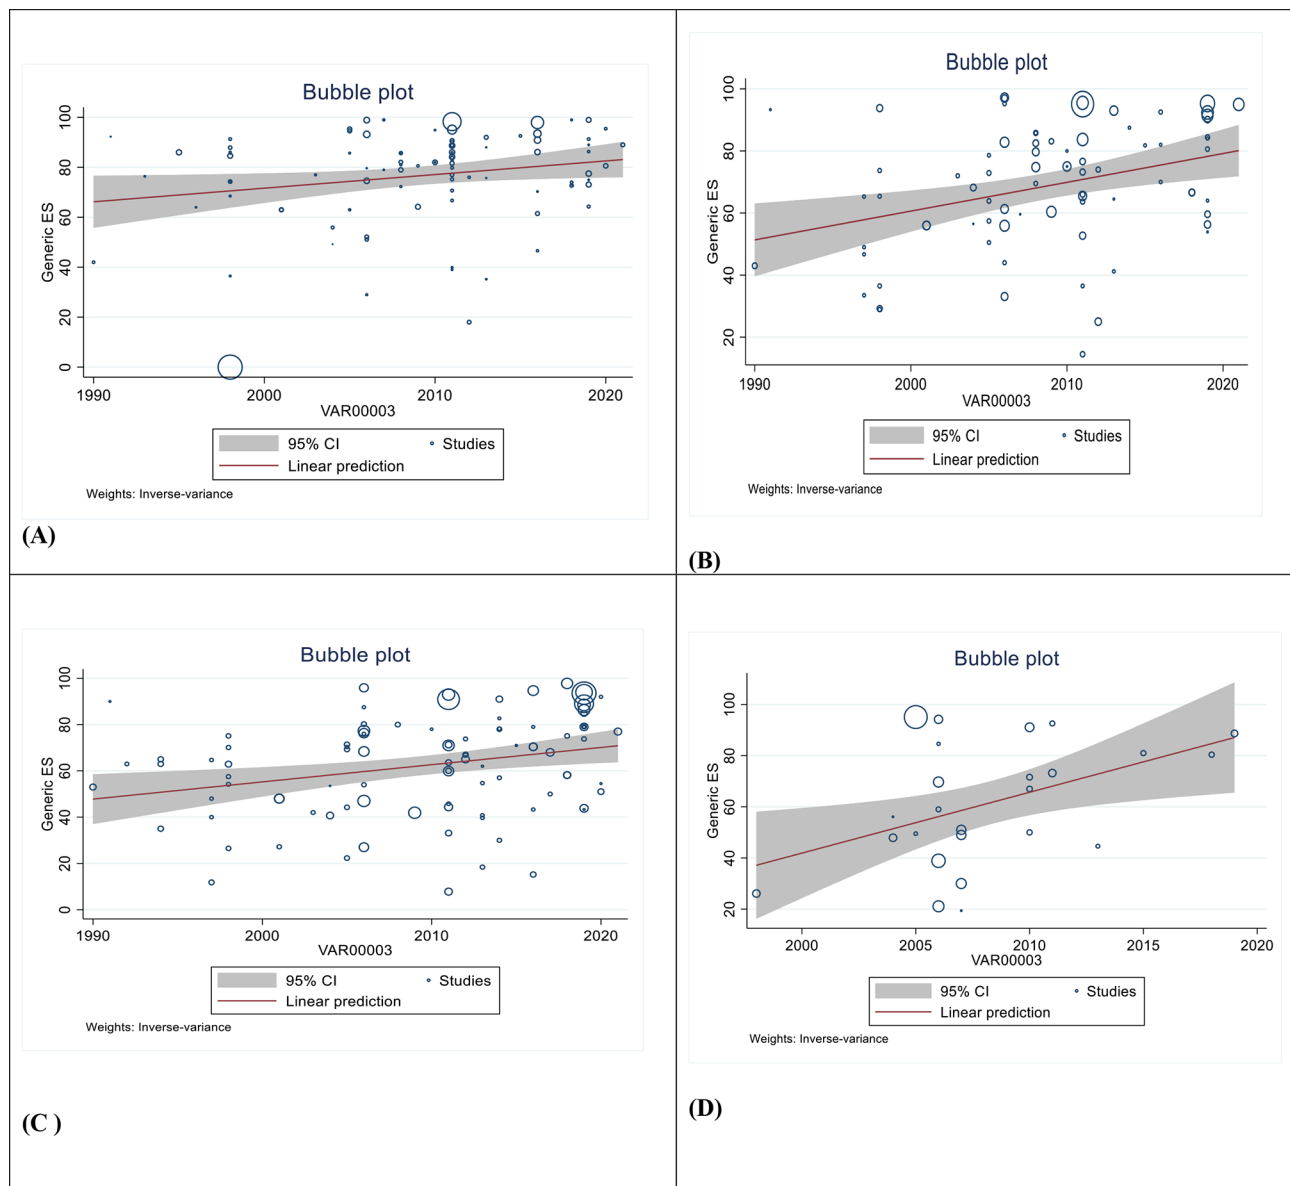 Bubble plot
100
80
60
40
20
0
Generic ES
1990 2000 2010 2020
VAR00003
95% CI Studies
Linear prediction
Weights: Inverse-variance
(A)
Bubble plot
100
80
60
40
20
Generic ES
1990 2000 2010 2020
VAR00003
95% CI Studies
Linear prediction
Weights: Inverse-variance
(B)
Bubble plot
100
80
60
40
20
0
Generic ES
1990 2000 2010 2020
VAR00003
95% CI Studies
Linear prediction
Weights: Inverse-variance
(C )
Bubble plot
100
80
60
40
20
Generic ES
2000 2005 2010 2015 2020
VAR00003
95% CI Studies
Linear prediction
Weights: Inverse-variance
(D)